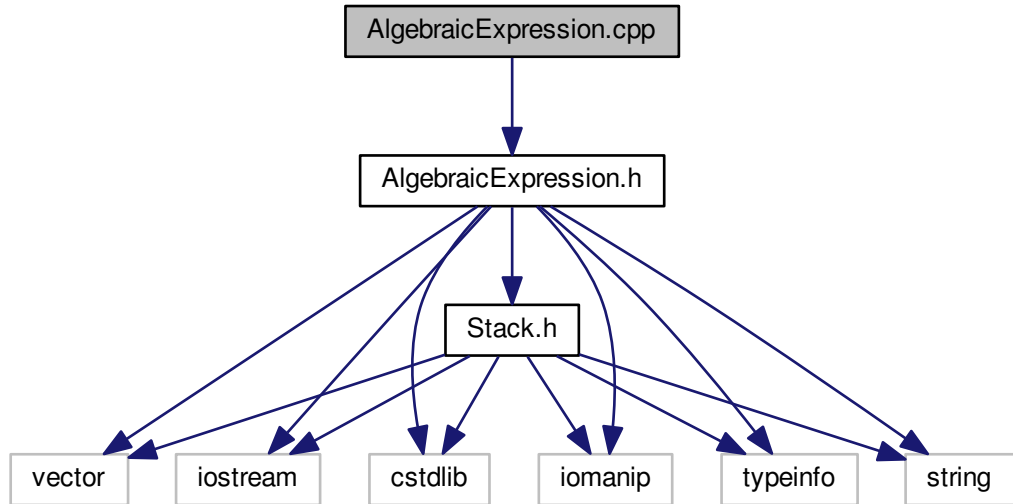 AlgebraicExpression.cpp
AlgebraicExpression.h
Stack.h
vector
iostream
cstdlib
iomanip
typeinfo
string